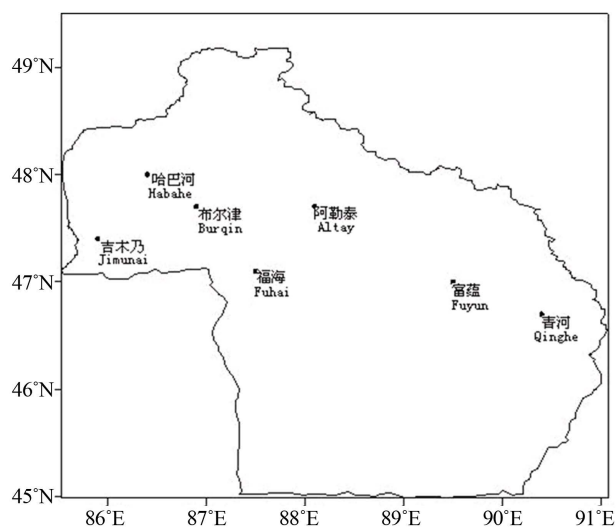 49°N
48°N
哈巴河
Habahe
布尔津
Burqin
阿勒泰
Altay
吉木乃
Jimunai
47°N
福海
Fuhai
富蕴
Fuyun
青河
Qinghe
46°N
45°N
86°E
87°E
88°E
89°E
90°E
91°E